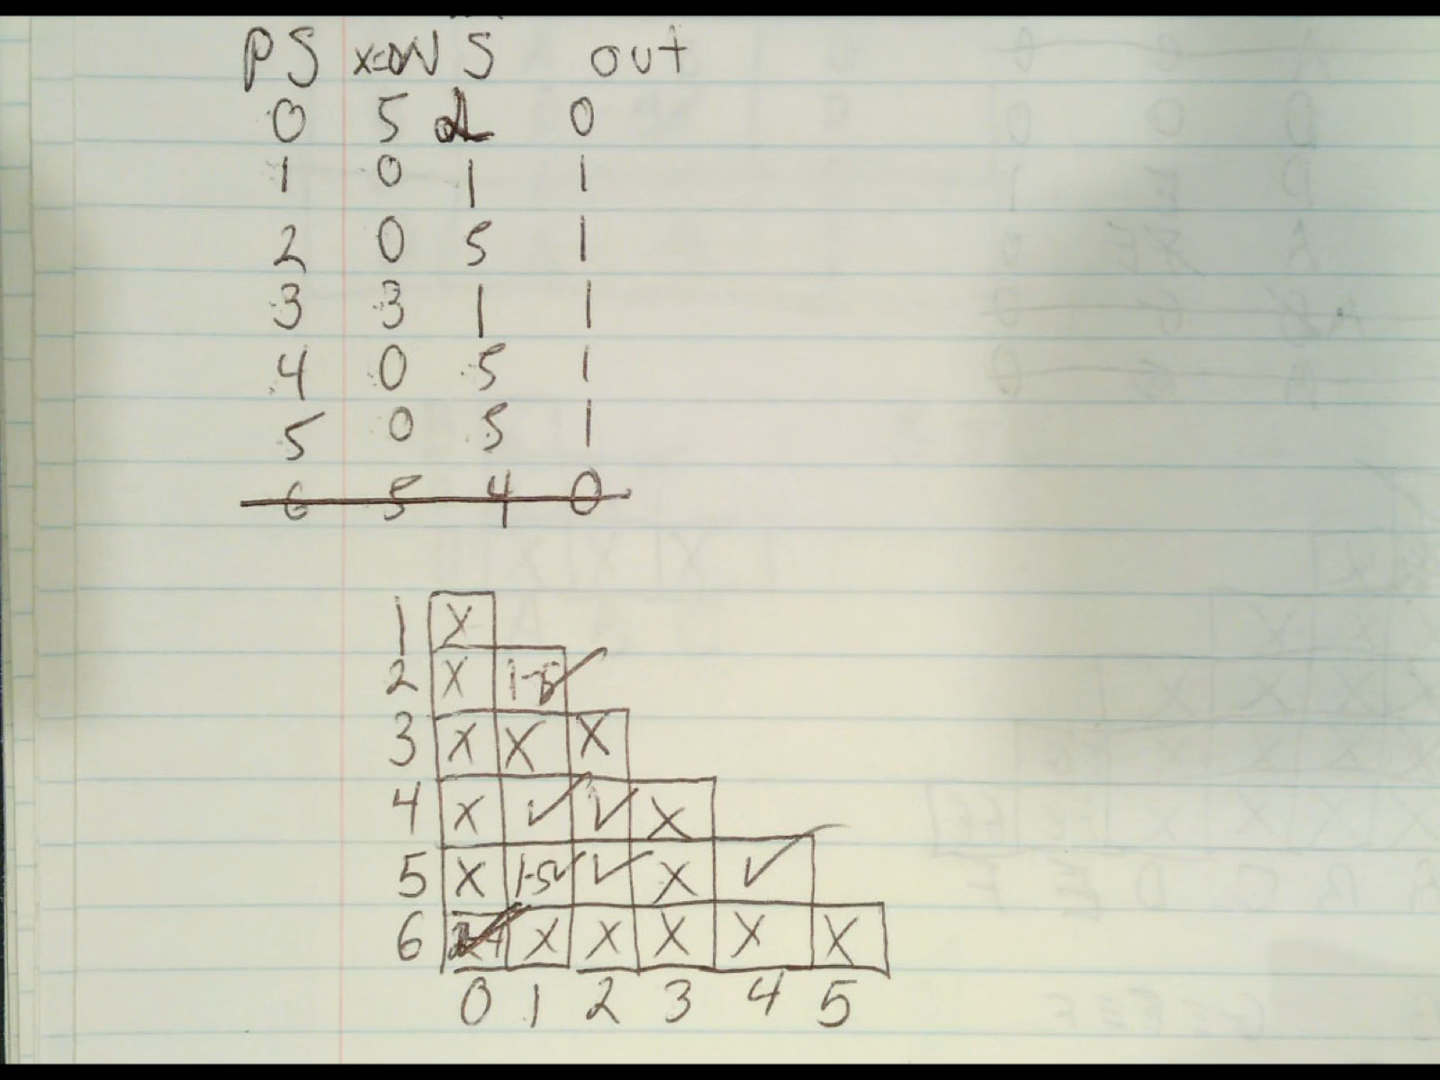 PS x=0 NS out
0 5 2 0
1 0 1 1
2 0 5 1
3 3 1 1
4 0 5 1
5 0 5 1
6 5 4 0
1 X
2 X 1-5✓
3 X X X
4 X ✓ ✓ X
5 X 1-5✓ ✓ X ✓
6 ✓ X X X X X
0 1 2 3 4 5